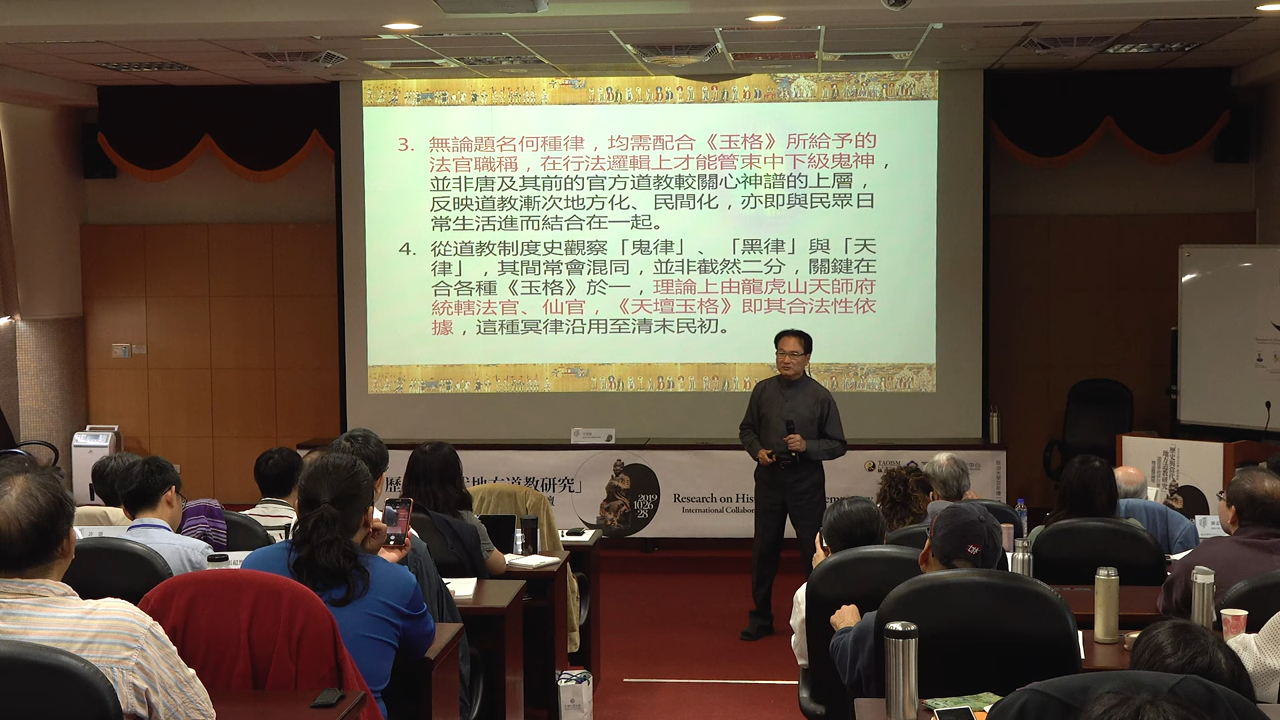 3. 無論題名何種律，均需配合《玉格》所給予的
法官職稱，在行法邏輯上才能管束中下級鬼神，
並非唐及其前的官方道教較關心神譜的上層，
反映道教漸次地方化、民間化，亦即與民眾日
常生活進而結合在一起。
4. 從道教制度史觀察「鬼律」、「黑律」與「天
律」，其間常會混同，並非截然二分，關鍵在
合各種《玉格》於一，理論上由龍虎山天師府
統轄法官、仙官，《天壇玉格》即其合法性依
據，這種冥律沿用至清末民初。
地方道教研究」
2019
1026
28
Research on His
International Collabo
TAOISM